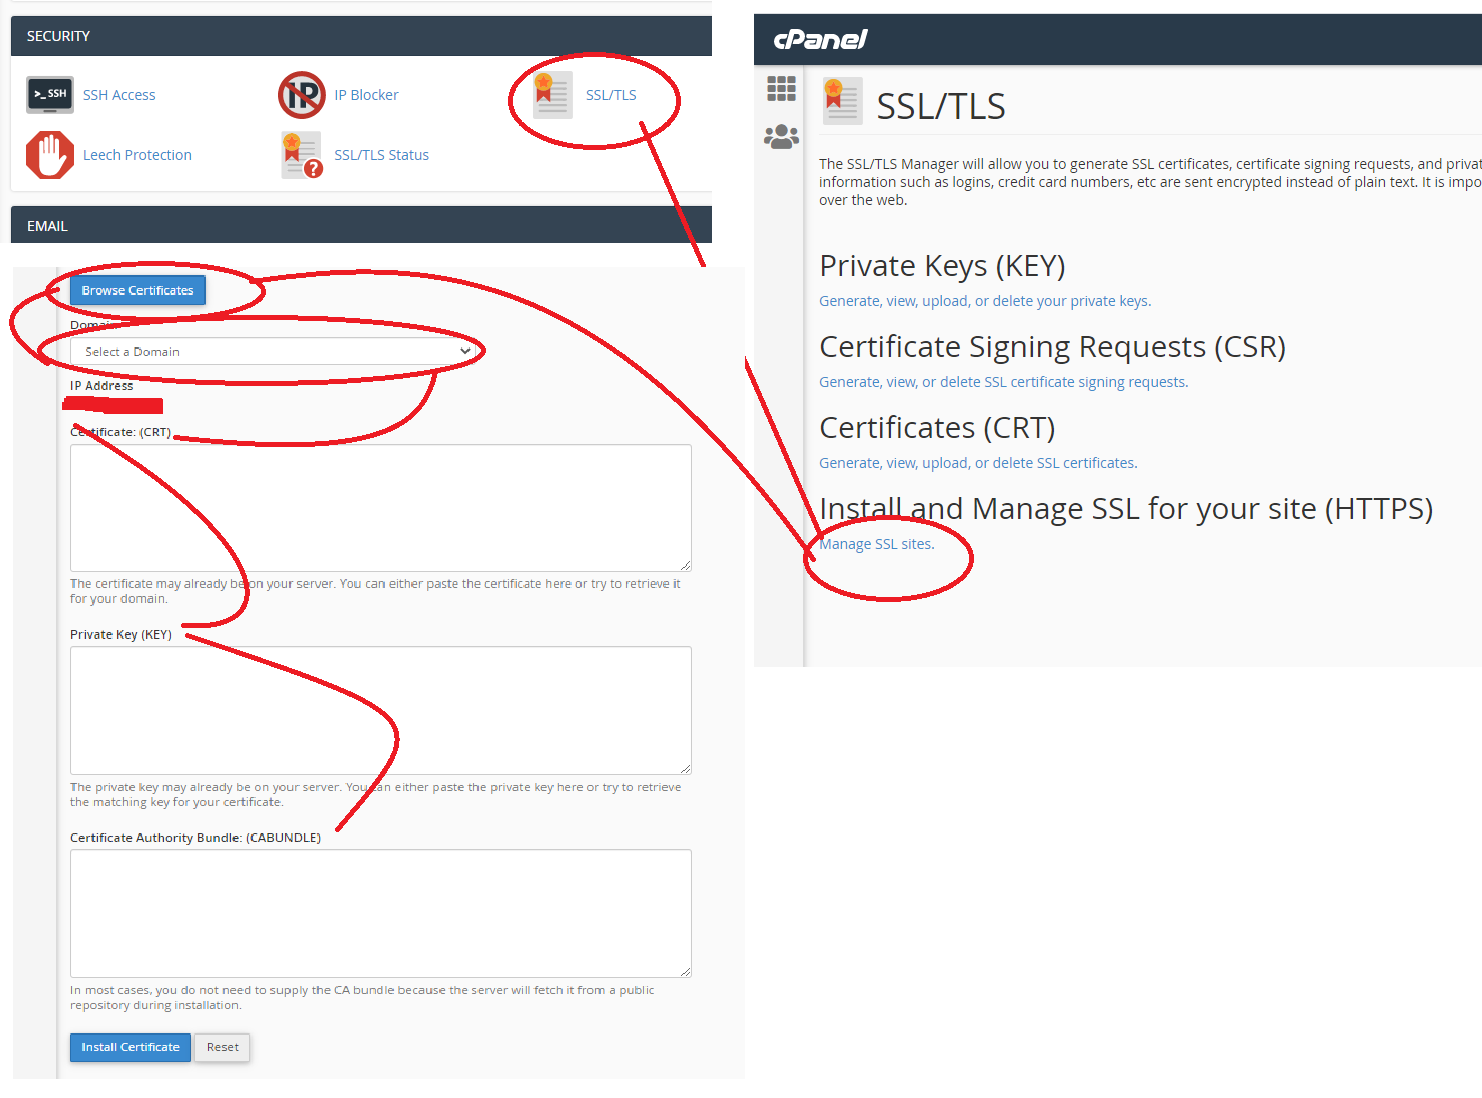 SECURITY
SSH Access
IP Blocker
SSL/TLS
>_SSH
IP
Leech Protection
SSL/TLS Status
?
EMAIL
Browse Certificates
Domain
Select a Domain
IP Address
Certificate: (CRT)
The certificate may already be on your server. You can either paste the certificate here or try to retrieve it
for your domain.
Private Key (KEY)
The private key may already be on your server. You can either paste the private key here or try to retrieve
the matching key for your certificate.
Certificate Authority Bundle: (CABUNDLE)
In most cases, you do not need to supply the CA bundle because the server will fetch it from a public
repository during installation.
Install Certificate
Reset
cPanel
SSL/TLS
The SSL/TLS Manager will allow you to generate SSL certificates, certificate signing requests, and privat
information such as logins, credit card numbers, etc are sent encrypted instead of plain text. It is impo
over the web.
Private Keys (KEY)
Generate, view, upload, or delete your private keys.
Certificate Signing Requests (CSR)
Generate, view, or delete SSL certificate signing requests.
Certificates (CRT)
Generate, view, upload, or delete SSL certificates.
Install and Manage SSL for your site (HTTPS)
Manage SSL sites.